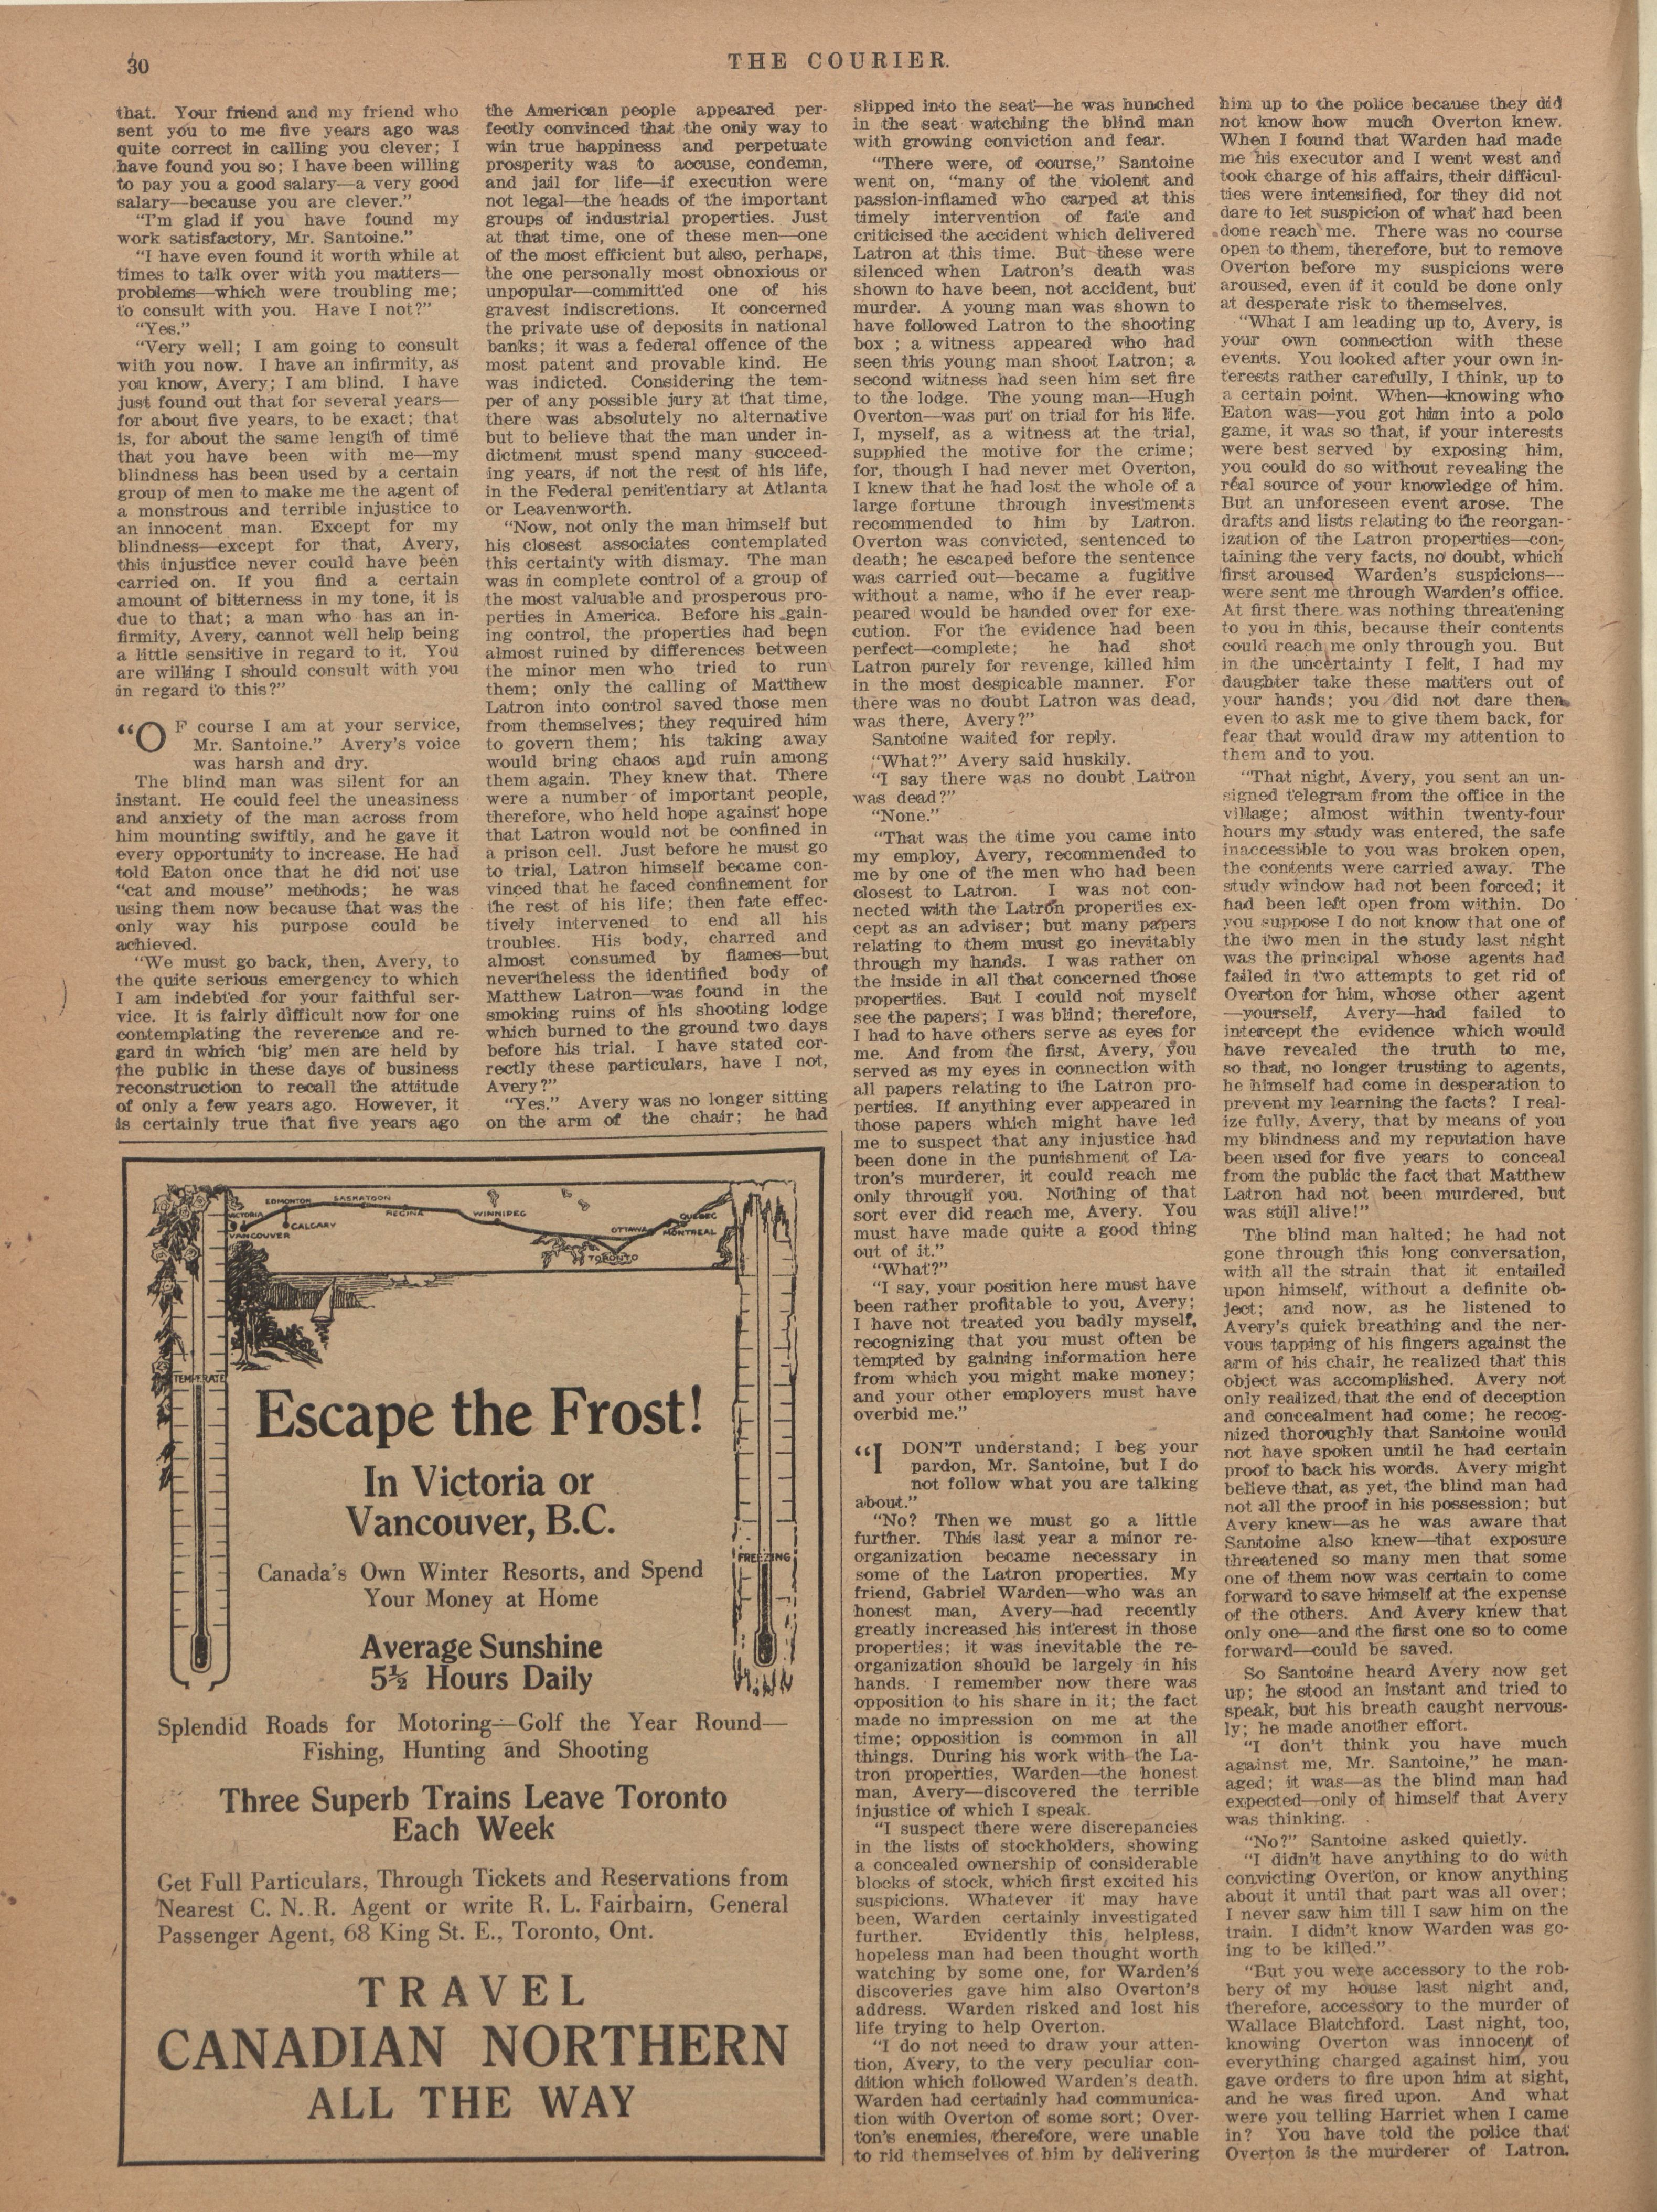 30
THE COURIER.
that. Your friend and my friend who
sent you to me five years ago was
quite correct in calling you clever; I
have found you so; I have been willing
to pay you a good salary—a very good
salary—because you are clever."
"I'm glad if you have found my
work satisfactory, Mr. Santoine."
"I have even found it worth while at
times to talk over with you matters—
problems—which were troubling me;
to consult with you. Have I not?"
"Yes."
"Very well; I am going to consult
with you now. I have an infirmity, as
you know, Avery; I am blind. I have
just found out that for several years—
for about five years, to be exact; that
is, for about the same length of time
that you have been with me—my
blindness has been used by a certain
group of men to make me the agent of
a monstrous and terrible injustice to
an innocent man. Except for my
blindness—except for that, Avery,
this injustice never could have been
carried on. If you find a certain
amount of bitterness in my tone, it is
due to that; a man who has an in-
firmity, Avery, cannot well help being
a little sensitive in regard to it. You
are willing I should consult with you
in regard to this?"
"OF course I am at your service,
Mr. Santoine." Avery's voice
was harsh and dry.
The blind man was silent for an
instant. He could feel the uneasiness
and anxiety of the man across from
him mounting swiftly, and he gave it
every opportunity to increase. He had
told Eaton once that he did not use
"cat and mouse" methods; he was
using them now because that was the
only way his purpose could be
achieved.
"We must go back, then, Avery, to
the quite serious emergency to which
I am indebted for your faithful ser-
vice. It is fairly difficult now for one
contemplating the reverence and re-
gard in which 'big' men are held by
the public in these days of business
reconstruction to recall the attitude
of only a few years ago. However, it
is certainly true that five years ago
the American people appeared per-
fectly convinced that the only way to
win true happiness and perpetuate
prosperity was to accuse, condemn,
and jail for life—if execution were
not legal—the heads of the important
groups of industrial properties. Just
at that time, one of these men—one
of the most efficient but also, perhaps,
the one personally most obnoxious or
unpopular—committed one of his
gravest indiscretions. It concerned
the private use of deposits in national
banks; it was a federal offence of the
most patent and provable kind. He
was indicted. Considering the tem-
per of any possible jury at that time,
there was absolutely no alternative
but to believe that the man under in-
dictment must spend many succeed-
ing years, if not the rest of his life,
in the Federal penitentiary at Atlanta
or Leavenworth.
"Now, not only the man himself but
his closest associates contemplated
this certainty with dismay. The man
was in complete control of a group of
the most valuable and prosperous pro-
perties in America. Before his gain-
ing control, the properties had been
almost ruined by differences between
the minor men who tried to run
them; only the calling of Matthew
Latron into control saved those men
from themselves; they required him
to govern them; his taking away
would bring chaos and ruin among
them again. They knew that. There
were a number of important people,
therefore, who held hope against hope
that Latron would not be confined in
a prison cell. Just before he must go
to trial, Latron himself became con-
vinced that he faced confinement for
the rest of his life; then fate effec-
tively intervened to end all his
troubles. His body, charred and
almost consumed by flames—but
nevertheless the identified body of
Matthew Latron—was found in the
smoking ruins of his shooting lodge
which burned to the ground two days
before his trial. I have stated cor-
rectly these particulars, have I not,
Avery?"
"Yes." Avery was no longer sitting
on the arm of the chair; he had
slipped into the seat—he was hunched
in the seat watching the blind man
with growing conviction and fear.
"There were, of course," Santoine
went on, "many of the violent and
passion-inflamed who carped at this
timely intervention of fate and
criticised the accident which delivered
Latron at this time. But these were
silenced when Latron's death was
shown to have been, not accident, but
murder. A young man was shown to
have followed Latron to the shooting
box ; a witness appeared who had
seen this young man shoot Latron; a
second witness had seen him set fire
to the lodge. The young man—Hugh
Overton—was put on trial for his life.
I, myself, as a witness at the trial,
supplied the motive for the crime;
for, though I had never met Overton,
I knew that he had lost the whole of a
large fortune through investments
recommended to him by Latron.
Overton was convicted, sentenced to
death; he escaped before the sentence
was carried out—became a fugitive
without a name, who if he ever reap-
peared would be handed over for exe-
cution. For the evidence had been
perfect—complete; he had shot
Latron purely for revenge, killed him
in the most despicable manner. For
there was no doubt Latron was dead,
was there, Avery?"
Santoine waited for reply.
"What?" Avery said huskily.
"I say there was no doubt Latron
was dead?"
"None."
"That was the time you came into
my employ, Avery, recommended to
me by one of the men who had been
closest to Latron. I was not con-
nected with the Latron properties ex-
cept as an adviser; but many papers
relating to them must go inevitably
through my hands. I was rather on
the inside in all that concerned those
properties. But I could not myself
see the papers; I was blind; therefore,
I had to have others serve as eyes for
me. And from the first, Avery, you
served as my eyes in connection with
all papers relating to the Latron pro-
perties. If anything ever appeared in
those papers which might have led
me to suspect that any injustice had
been done in the punishment of La-
tron's murderer, it could reach me
only through you. Nothing of that
sort ever did reach me, Avery. You
must have made quite a good thing
out of it."
"What?"
"I say, your position here must have
been rather profitable to you, Avery;
I have not treated you badly myself,
recognizing that you must often be
tempted by gaining information here
from which you might make money;
and your other employers must have
overbid me."
"I DON'T understand; I beg your
pardon, Mr. Santoine, but I do
not follow what you are talking
about."
"No? Then we must go a little
further. This last year a minor re-
organization became necessary in
some of the Latron properties. My
friend, Gabriel Warden—who was an
honest man, Avery—had recently
greatly increased his interest in those
properties; it was inevitable the re-
organization should be largely in his
hands. I remember now there was
opposition to his share in it; the fact
made no impression on me at the
time; opposition is common in all
things. During his work with the La-
tron properties, Warden—the honest
man, Avery—discovered the terrible
injustice of which I speak.
"I suspect there were discrepancies
in the lists of stockholders, showing
a concealed ownership of considerable
blocks of stock, which first excited his
suspicions. Whatever it may have
been, Warden certainly investigated
further. Evidently this helpless,
hopeless man had been thought worth
watching by some one, for Warden's
discoveries gave him also Overton's
address. Warden risked and lost his
life trying to help Overton.
"I do not need to draw your atten-
tion, Avery, to the very peculiar con-
dition which followed Warden's death.
Warden had certainly had communica-
tion with Overton of some sort; Over-
ton's enemies, therefore, were unable
to rid themselves of him by delivering
him up to the police because they did
not know how much Overton knew.
When I found that Warden had made
me his executor and I went west and
took charge of his affairs, their difficul-
ties were intensified, for they did not
dare to let suspicion of what had been
done reach me. There was no course
open to them, therefore, but to remove
Overton before my suspicions were
aroused, even if it could be done only
at desperate risk to themselves.
"What I am leading up to, Avery, is
your own connection with these
events. You looked after your own in-
terests rather carefully, I think, up to
a certain point. When—knowing who
Eaton was—you got him into a polo
game, it was so that, if your interests
were best served by exposing him,
you could do so without revealing the
real source of your knowledge of him.
But an unforeseen event arose. The
drafts and lists relating to the reorgan-
ization of the Latron properties—con-
taining the very facts, no doubt, which
first aroused Warden's suspicions—
were sent me through Warden's office.
At first there was nothing threatening
to you in this, because their contents
could reach me only through you. But
in the uncertainty I felt, I had my
daughter take these matters out of
your hands; you did not dare then
even to ask me to give them back, for
fear that would draw my attention to
them and to you.
"That night, Avery, you sent an un-
signed telegram from the office in the
village; almost within twenty-four
hours my study was entered, the safe
inaccessible to you was broken open,
the contents were carried away. The
study window had not been forced; it
had been left open from within. Do
you suppose I do not know that one of
the two men in the study last night
was the principal whose agents had
failed in two attempts to get rid of
Overton for him, whose other agent
—yourself, Avery—had failed to
intercept the evidence which would
have revealed the truth to me,
so that, no longer trusting to agents,
he himself had come in desperation to
prevent my learning the facts? I real-
ize fully, Avery, that by means of you
my blindness and my reputation have
been used for five years to conceal
from the public the fact that Matthew
Latron had not been murdered, but
was still alive!"
The blind man halted; he had not
gone through this long conversation,
with all the strain that it entailed
upon himself, without a definite ob-
ject; and now, as he listened to
Avery's quick breathing and the ner-
vous tapping of his fingers against the
arm of his chair, he realized that this
object was accomplished. Avery not
only realized that the end of deception
and concealment had come; he recog-
nized thoroughly that Santoine would
not have spoken until he had certain
proof to back his words. Avery might
believe that, as yet, the blind man had
not all the proof in his possession; but
Avery knew—as he was aware that
Santoine also knew—that exposure
threatened so many men that some
one of them now was certain to come
forward to save himself at the expense
of the others. And Avery knew that
only one—and the first one so to come
forward—could be saved.
So Santoine heard Avery now get
up; he stood an instant and tried to
speak, but his breath caught nervous-
ly; he made another effort.
"I don't think you have much
against me, Mr. Santoine," he man-
aged; it was—as the blind man had
expected—only of himself that Avery
was thinking.
"No?" Santoine asked quietly.
"I didn't have anything to do with
convicting Overton, or know anything
about it until that part was all over;
I never saw him till I saw him on the
train. I didn't know Warden was go-
ing to be killed."
"But you were accessory to the rob-
bery of my house last night and,
therefore, accessory to the murder of
Wallace Blatchford. Last night, too,
knowing Overton was innocent of
everything charged against him, you
gave orders to fire upon him at sight,
and he was fired upon. And what
were you telling Harriet when I came
in? You have told the police that
Overton is the murderer of Latron.
VICTORIA
VANCOUVER
EDMONTON
CALGARY
SASKATOON
REGINA
WINNIPEG
OTTAWA
TORONTO
QUEBEC
MONTREAL
TEMPERATE
FREEZING
Escape the Frost!
In Victoria or
Vancouver, B.C.
Canada's Own Winter Resorts, and Spend
Your Money at Home
Average Sunshine
5½ Hours Daily
Splendid Roads for Motoring—Golf the Year Round—
Fishing, Hunting and Shooting
Three Superb Trains Leave Toronto
Each Week
Get Full Particulars, Through Tickets and Reservations from
Nearest C. N. R. Agent or write R. L. Fairbairn, General
Passenger Agent, 68 King St. E., Toronto, Ont.
TRAVEL
CANADIAN NORTHERN
ALL THE WAY